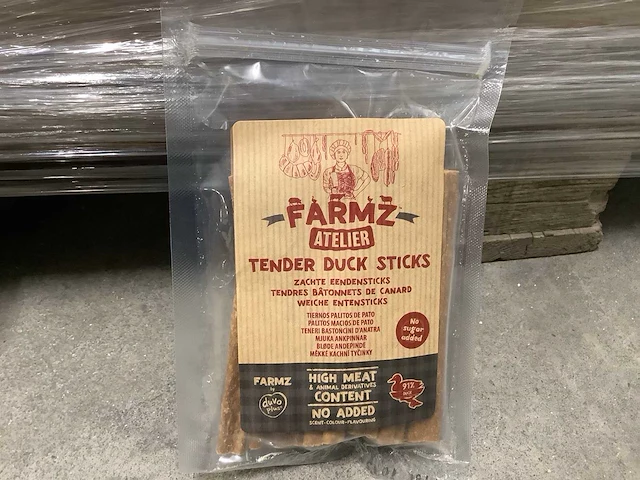 FARMZ
ATELIER
TENDER DUCK STICKS
ZACHTE EENDENSTICKS
TENDRES BÂTONNETS DE CANARD
WEICHE ENTENSTICKS
TIERNOS PALITOS DE PATO
PALITOS MACIOS DE PATO
TENERI BASTONCINI D'ANATRA
MJUKA ANKPINNAR
BLØDE ANDEPINDE
MĚKKÉ KACHNÍ TYČINKY
No
sugar
added
FARMZ
by
duvo
plus
HIGH MEAT
& ANIMAL DERIVATIVES
CONTENT
NO ADDED
SCENT-COLOUR-FLAVOURING
91%